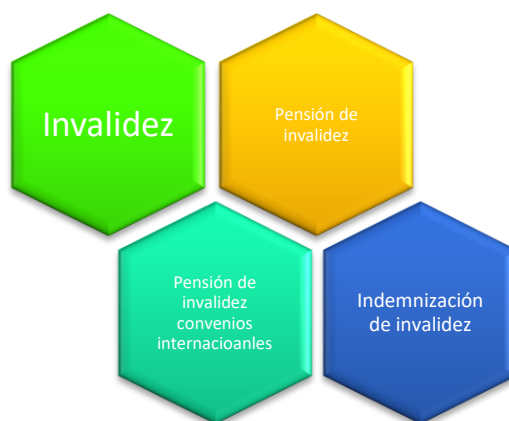 Invalidez
Pensión de
invalidez
Pensión de
invalidez
convenios
internacioanles
Indemnización
de invalidez